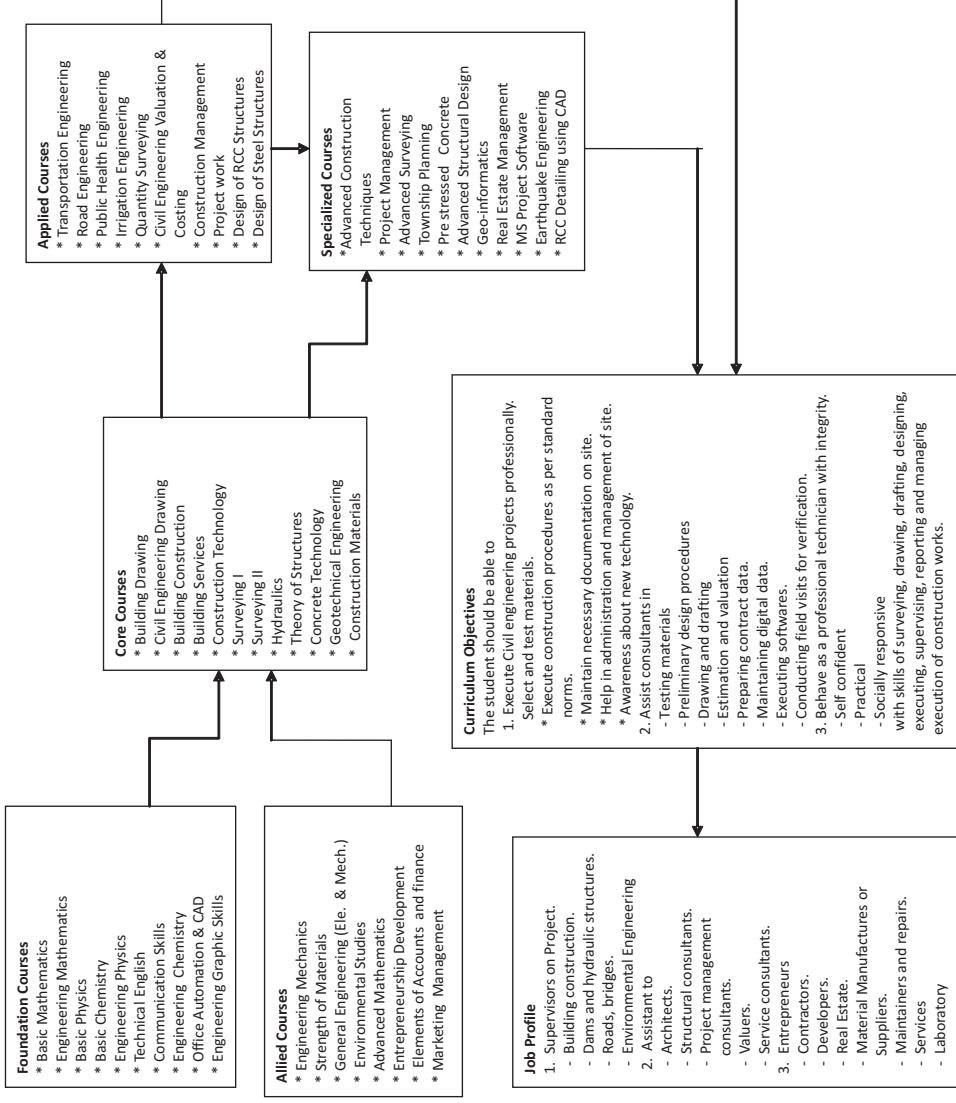 Foundation Courses
* Basic Mathematics
* Engineering Mathematics
* Basic Physics
* Basic Chemistry
* Engineering Physics
* Technical English
* Communication Skills
* Engineering Chemistry
* Office Automation & CAD
* Engineering Graphic Skills
Allied Courses
* Engineering Mechanics
* Strength of Materials
* General Engineering (Ele. & Mech.)
* Environmental Studies
* Advanced Mathematics
* Entrepreneurship Development
* Elements of Accounts and finance
* Marketing Management
Core Courses
* Building Drawing
* Civil Engineering Drawing
* Building Construction
* Building Services
* Construction Technology
* Surveying I
* Surveying II
* Hydraulics
* Theory of Structures
* Concrete Technology
* Geotechnical Engineering
* Construction Materials
Applied Courses
* Transportation Engineering
* Road Engineering
* Public Health Engineering
* Irrigation Engineering
* Quantity Surveying
* Civil Engineering Valuation &
Costing
* Construction Management
* Project work
* Design of RCC Structures
* Design of Steel Structures
Specialized Courses
*Advanced Construction
Techniques
* Project Management
* Advanced Surveying
* Township Planning
* Pre stressed Concrete
* Advanced Structural Design
* Geo-informatics
* Real Estate Management
* MS Project Software
* Earthquake Engineering
* RCC Detailing using CAD
Job Profile
1. Supervisors on Project.
- Building construction.
- Dams and hydraulic structures.
- Roads, bridges.
- Environmental Engineering
2. Assistant to
- Architects.
- Structural consultants.
- Project management
consultants.
- Valuers.
- Service consultants.
3. Entrepreneurs
- Contractors.
- Developers.
- Real Estate.
- Material Manufactures or
Suppliers.
- Maintainers and repairs.
- Services
- Laboratory
Curriculum Objectives
The student should be able to
1. Execute Civil engineering projects professionally.
Select and test materials.
* Execute construction procedures as per standard
norms.
* Maintain necessary documentation on site.
* Help in administration and management of site.
* Awareness about new technology.
2. Assist consultants in
- Testing materials
- Preliminary design procedures
- Drawing and drafting
- Estimation and valuation
- Preparing contract data.
- Maintaining digital data.
- Executing softwares.
- Conducting field visits for verification.
3. Behave as a professional technician with integrity.
- Self confident
- Practical
- Socially responsive
with skills of surveying, drawing, drafting, designing,
executing, supervising, reporting and managing
execution of construction works.